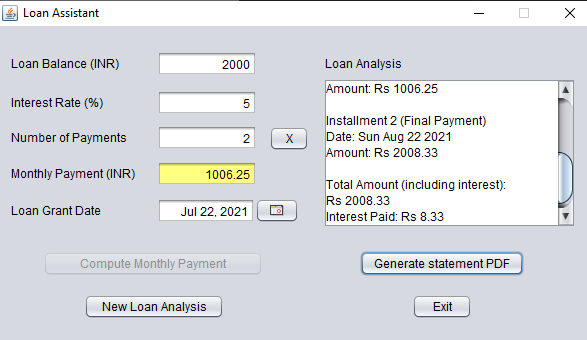 Loan Assistant
Loan Balance (INR) 2000
Interest Rate (%) 5
Number of Payments 2 X
Monthly Payment (INR) 1006.25
Loan Grant Date Jul 22, 2021
Compute Monthly Payment
New Loan Analysis
Loan Analysis
Amount: Rs 1006.25
Installment 2 (Final Payment)
Date: Sun Aug 22 2021
Amount: Rs 2008.33
Total Amount (including interest):
Rs 2008.33
Interest Paid: Rs 8.33
Generate statement PDF
Exit